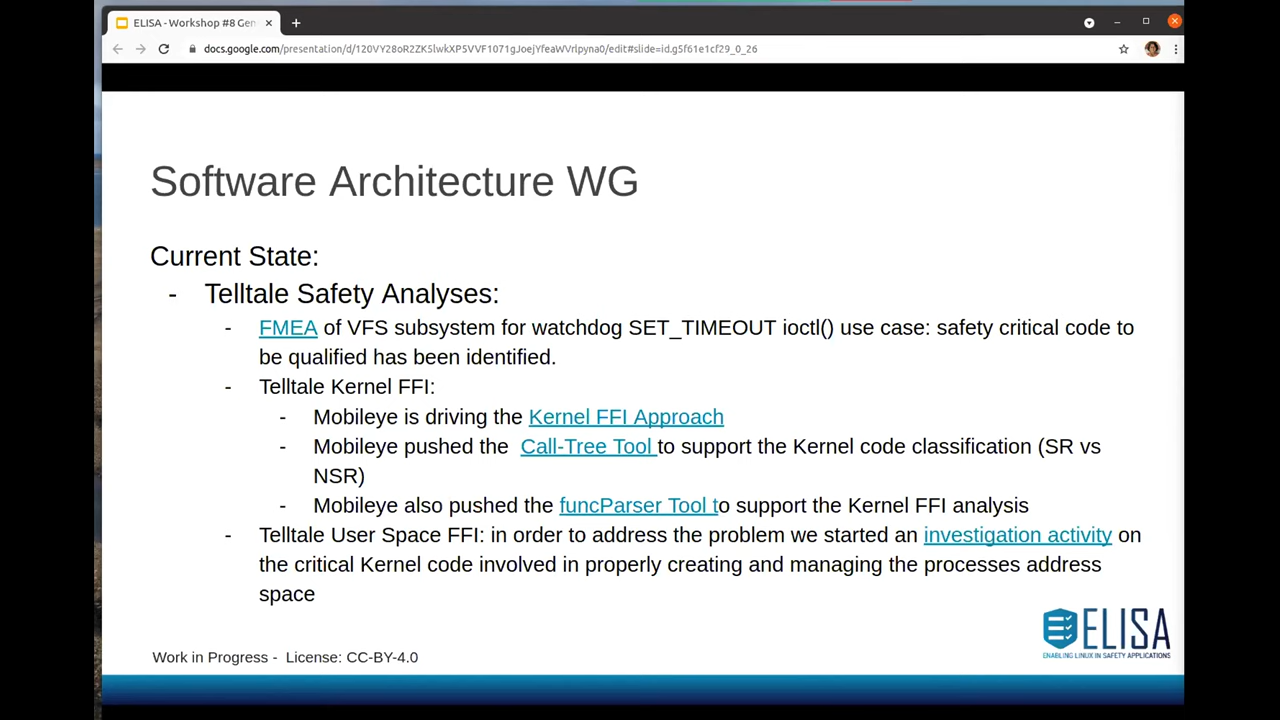 ELISA - Workshop #8 Gen
docs.google.com/presentation/d/120VY28oR2ZK5lwkXP5VVF1071gJoejYfeaWVrlpyna0/edit#slide=id.g5f61e1cf29_0_26
Software Architecture WG
Current State:
- Telltale Safety Analyses:
- FMEA of VFS subsystem for watchdog SET_TIMEOUT ioctl() use case: safety critical code to
be qualified has been identified.
- Telltale Kernel FFI:
- Mobileye is driving the Kernel FFI Approach
- Mobileye pushed the Call-Tree Tool to support the Kernel code classification (SR vs
NSR)
- Mobileye also pushed the funcParser Tool to support the Kernel FFI analysis
- Telltale User Space FFI: in order to address the problem we started an investigation activity on
the critical Kernel code involved in properly creating and managing the processes address
space
ELISA
ENABLING LINUX IN SAFETY APPLICATIONS
Work in Progress - License: CC-BY-4.0